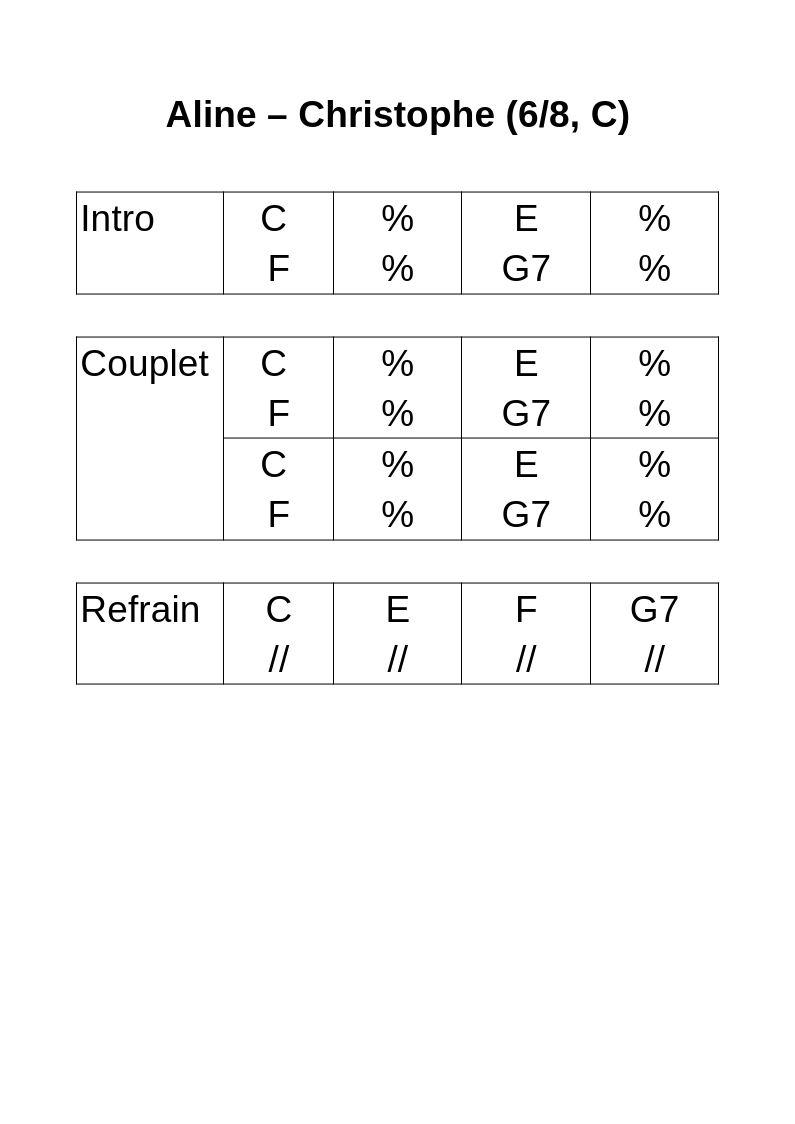 Aline – Christophe (6/8, C)
Intro C % E %
F % G7 %
Couplet C % E %
F % G7 %
C % E %
F % G7 %
Refrain C E F G7
// // // //